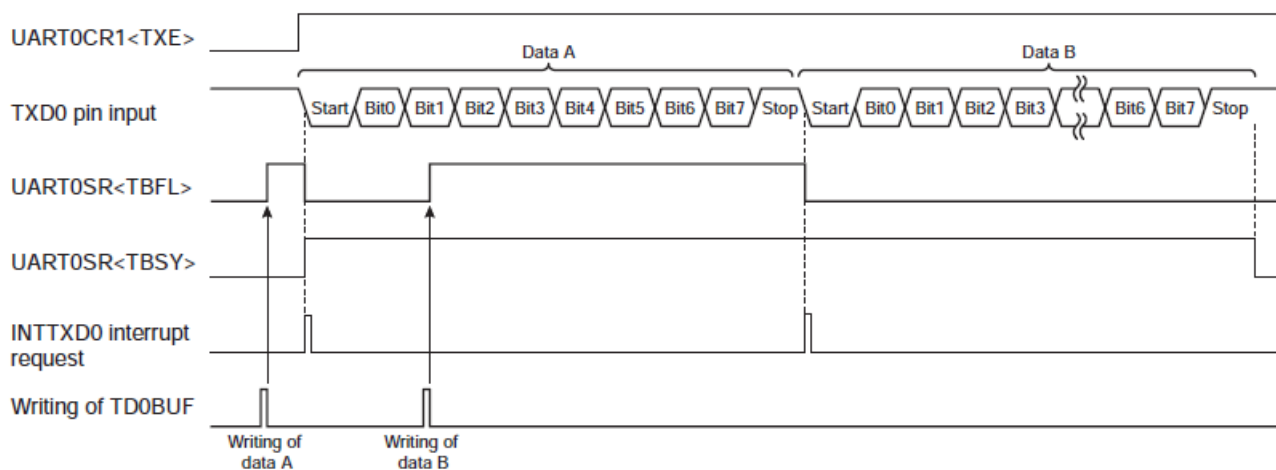 UART0CR1<TXE>
Data A
Data B
TXD0 pin input
Start Bit0 Bit1 Bit2 Bit3 Bit4 Bit5 Bit6 Bit7 Stop Start Bit0 Bit1 Bit2 Bit3 Bit6 Bit7 Stop
UART0SR<TBFL>
UART0SR<TBSY>
INTTXD0 interrupt
request
Writing of TD0BUF
Writing of
data A
Writing of
data B